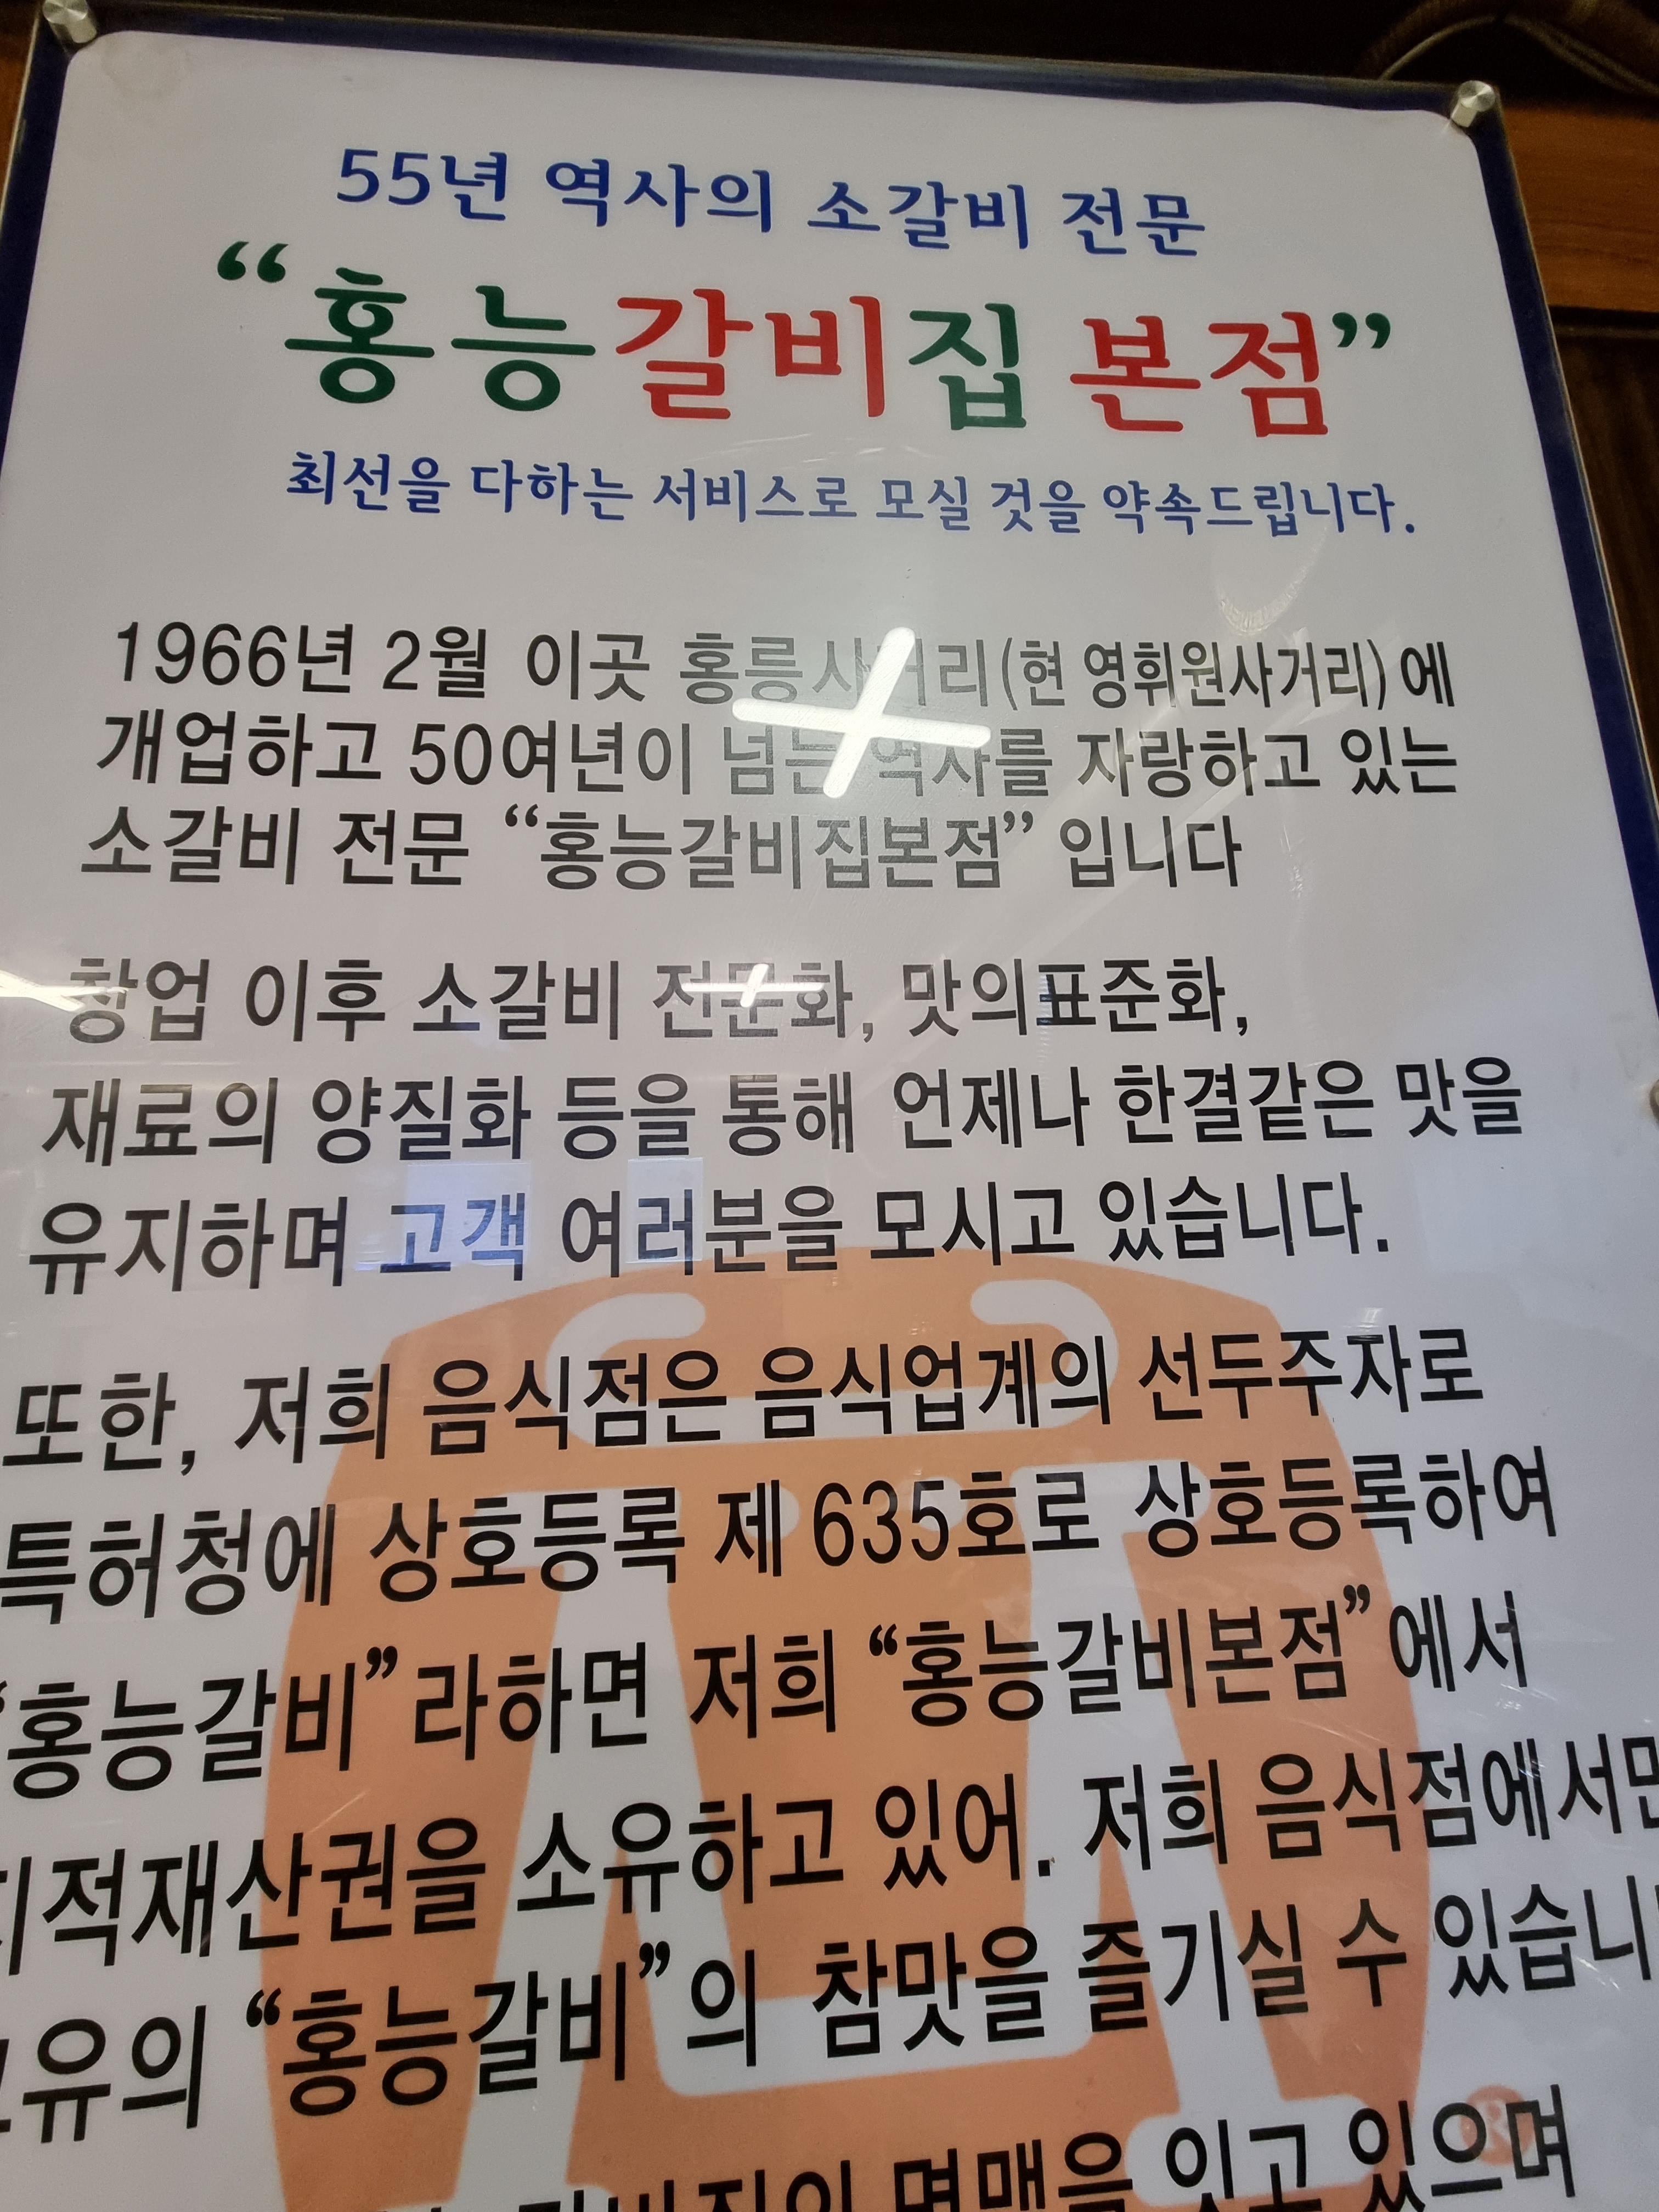 55년 역사의 소갈비 전문
“홍능갈비집 본점”
최선을 다하는 서비스로 모실 것을 약속드립니다.
1966년 2월 이곳 홍릉사거리(현 영휘원사거리)에
개업하고 50여년이 넘는 역사를 자랑하고 있는
소갈비 전문 “홍능갈비집본점” 입니다
창업 이후 소갈비 전문화, 맛의표준화,
재료의 양질화 등을 통해 언제나 한결같은 맛을
유지하며 고객 여러분을 모시고 있습니다.
또한, 저희 음식점은 음식업계의 선두주자로
특허청에 상호등록 제 635호로 상호등록하여
“홍능갈비”라하면 저희 “홍능갈비본점”에서
지적재산권을 소유하고 있어. 저희 음식점에서만
“홍능갈비”의 참맛을 즐기실 수
명맥을 잇고 있으며